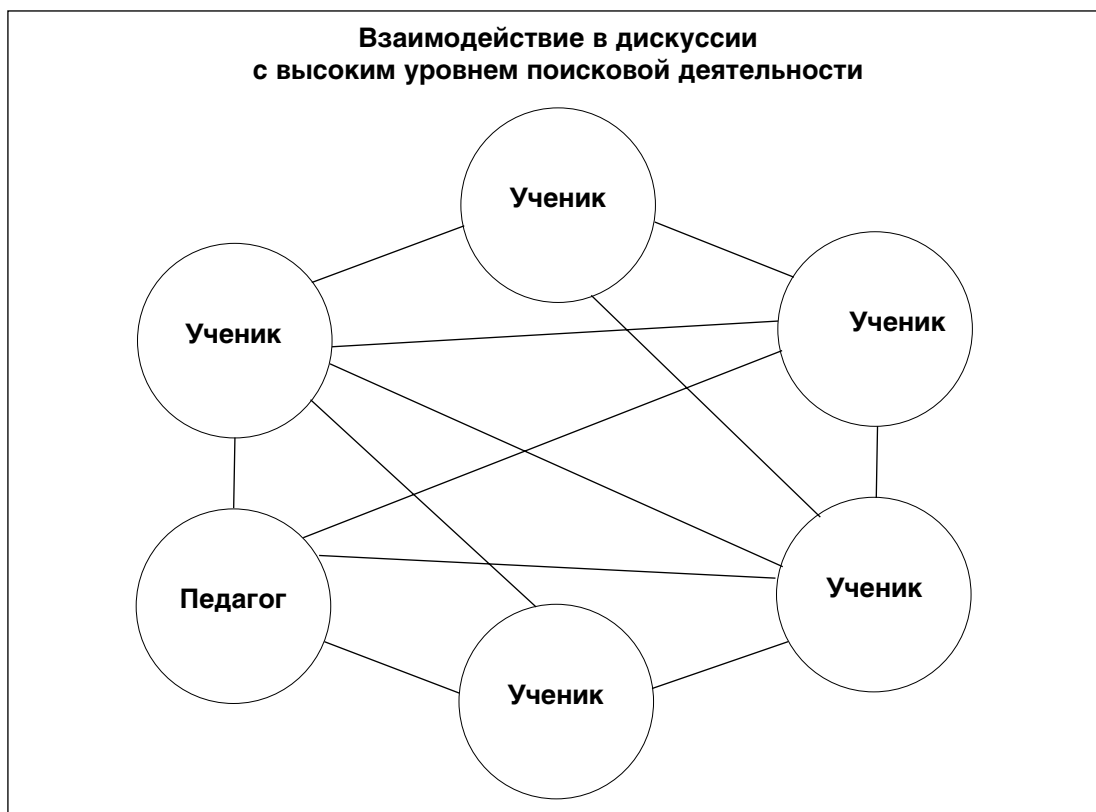 Взаимодействие в дискуссии
с высоким уровнем поисковой деятельности
Ученик
Ученик
Ученик
Педагог
Ученик
Ученик